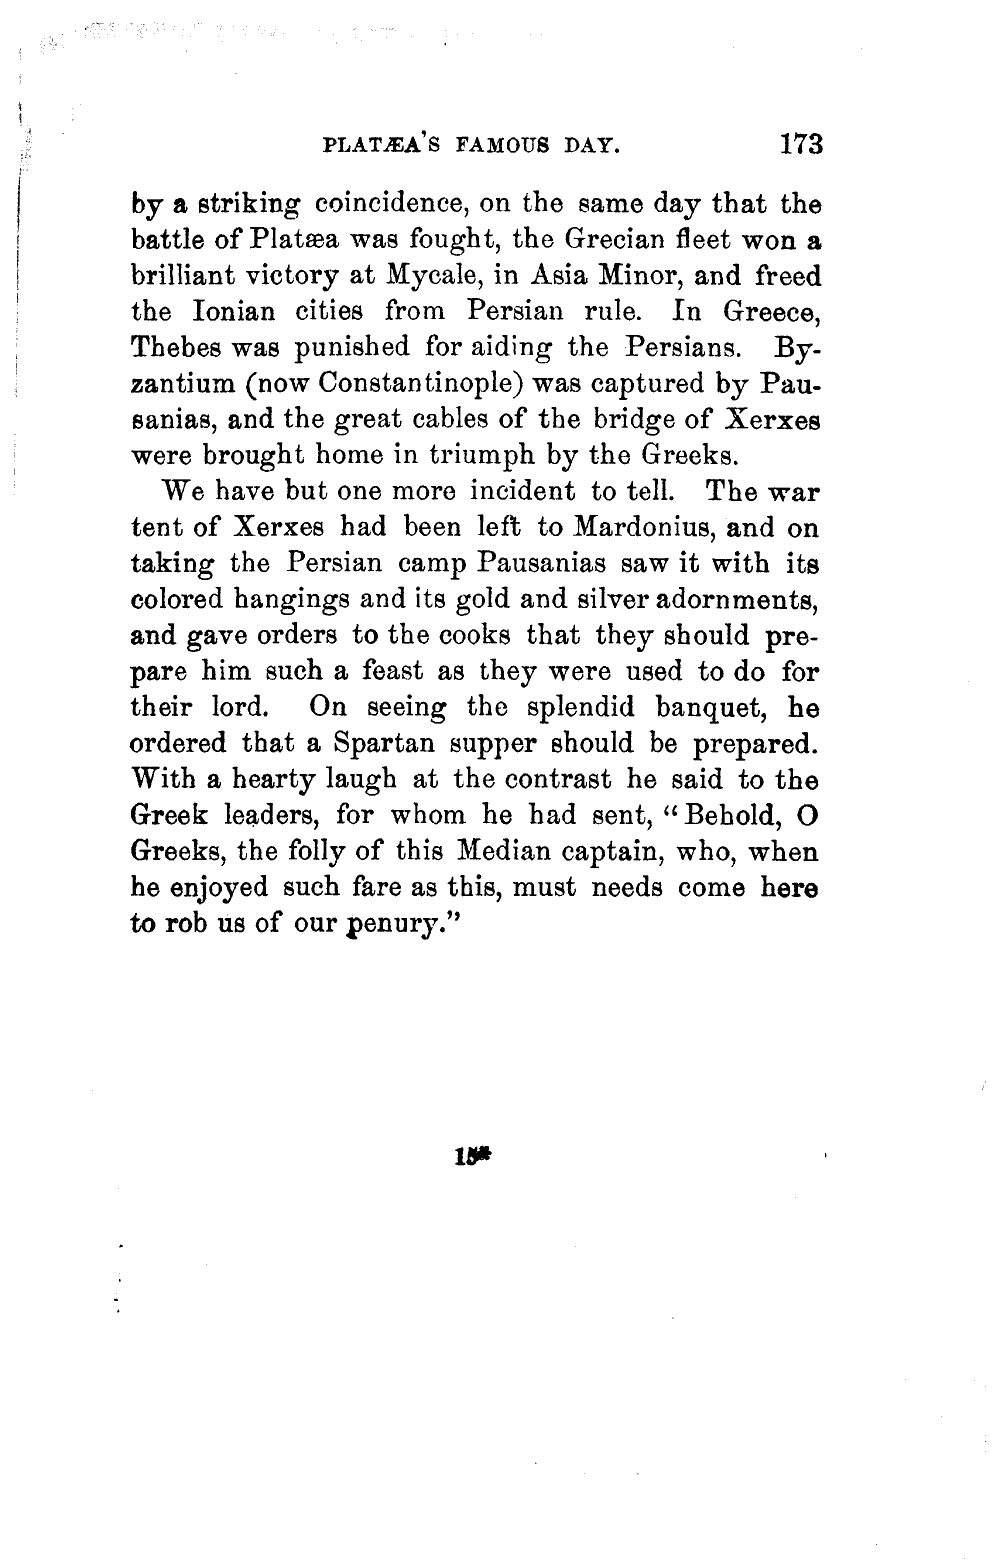 PLATÆA'S FAMOUS DAY. 173
by a striking coincidence, on the same day that the
battle of Platæa was fought, the Grecian fleet won a
brilliant victory at Mycale, in Asia Minor, and freed
the Ionian cities from Persian rule. In Greece,
Thebes was punished for aiding the Persians. By-
zantium (now Constantinople) was captured by Pau-
sanias, and the great cables of the bridge of Xerxes
were brought home in triumph by the Greeks.
We have but one more incident to tell. The war
tent of Xerxes had been left to Mardonius, and on
taking the Persian camp Pausanias saw it with its
colored hangings and its gold and silver adornments,
and gave orders to the cooks that they should pre-
pare him such a feast as they were used to do for
their lord. On seeing the splendid banquet, he
ordered that a Spartan supper should be prepared.
With a hearty laugh at the contrast he said to the
Greek leaders, for whom he had sent, “Behold, O
Greeks, the folly of this Median captain, who, when
he enjoyed such fare as this, must needs come here
to rob us of our penury.”
15*